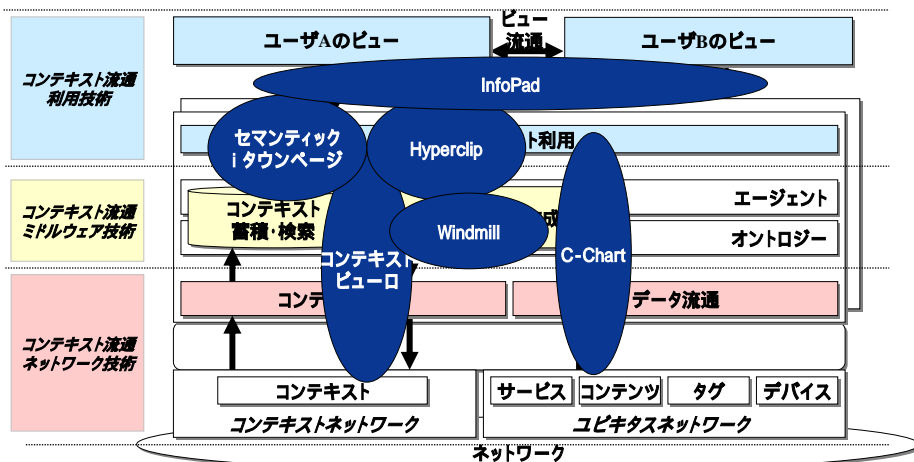 ビュー
流通
ユーザAのビュー
ユーザBのビュー
コンテキスト流通
利用技術
InfoPad
セマンティック
i タウンページ
Hyperclip
ト利用
コンテキスト流通
ミドルウェア技術
コンテキスト
蓄積・検索
成
エージェント
オントロジー
Windmill
C-Chart
コンテキスト
ビューロ
コンテキスト流通
ネットワーク技術
コンテ
データ流通
コンテキスト
サービス
コンテンツ
タグ
デバイス
コンテキストネットワーク
ユビキタスネットワーク
ネットワーク